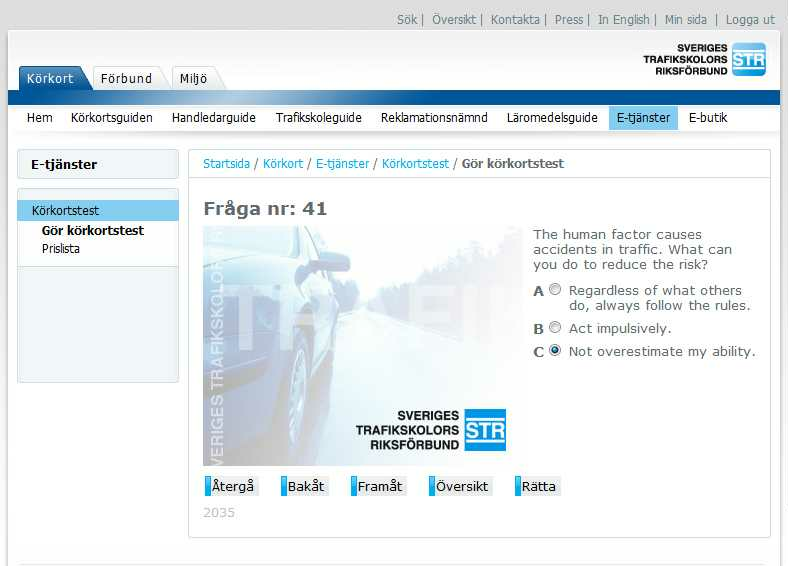 Sök | Översikt | Kontakta | Press | In English | Min sida | Logga ut
SVERIGES
TRAFIKSKOLORS
RIKSFÖRBUND
STR
Körkort Förbund Miljö
Hem Körkortsguiden Handledarguide Trafikskoleguide Reklamationsnämnd Läromedelsguide E-tjänster E-butik
E-tjänster
Körkortstest
Gör körkortstest
Prislista
Startsida / Körkort / E-tjänster / Körkortstest / Gör körkortstest
Fråga nr: 41
The human factor causes
accidents in traffic. What can
you do to reduce the risk?
A Regardless of what others
do, always follow the rules.
B Act impulsively.
C Not overestimate my ability.
SVERIGES TRAFIKSKOLOR
TRAFI
SVERIGES
TRAFIKSKOLORS
RIKSFÖRBUND
STR
Återgå Bakåt Framåt Översikt Rätta
2035